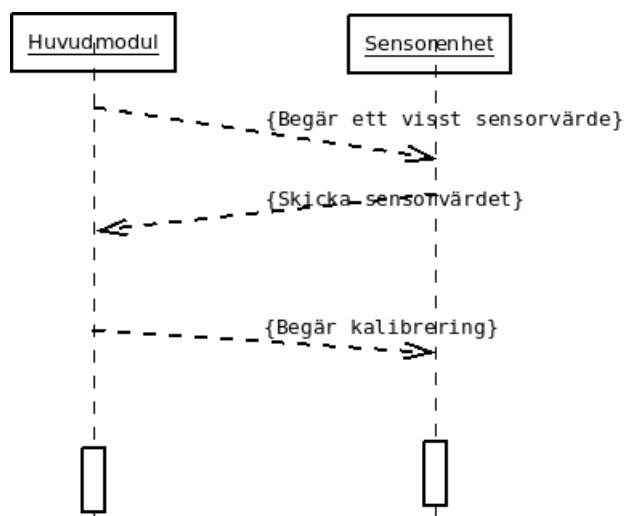 Huvudmodul
Sensorenhet
{Begär ett visst sensorvärde}
{Skicka sensorvärdet}
{Begär kalibrering}